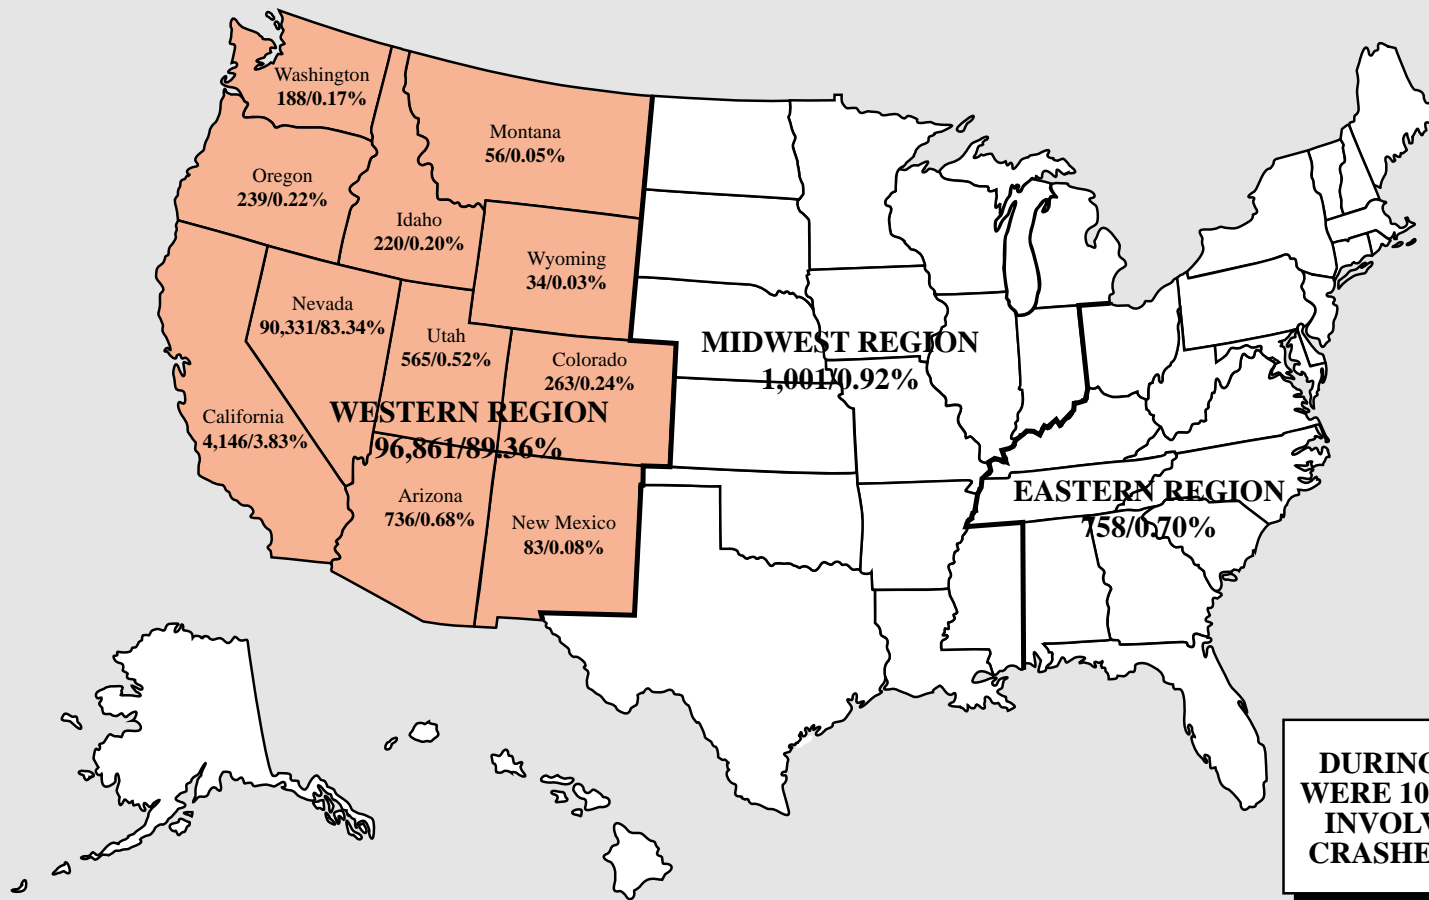 Washington
188/0.17%
Montana
56/0.05%
Oregon
239/0.22%
Idaho
220/0.20%
Wyoming
34/0.03%
Nevada
90,331/83.34%
Utah
565/0.52%
Colorado
263/0.24%
MIDWEST REGION
1,001/0.92%
California
4,146/3.83%
WESTERN REGION
96,861/89.36%
Arizona
736/0.68%
New Mexico
83/0.08%
EASTERN REGION
758/0.70%
DURING
WERE 10
INVOLV
CRASHE